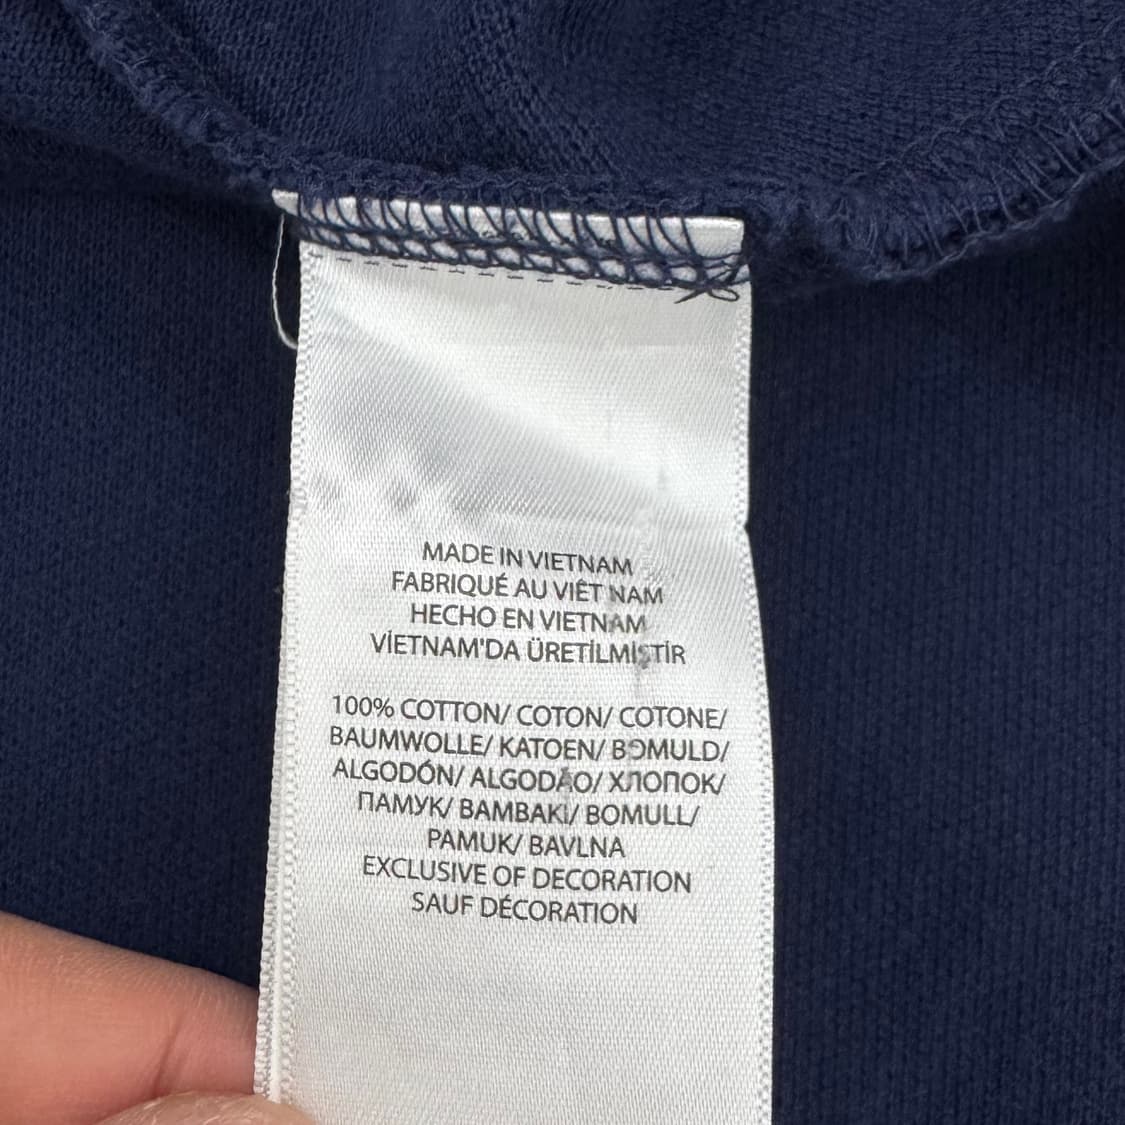 MADE IN VIETNAM
FABRIQUÉ AU VIÊT NAM
HECHO EN VIETNAM
VİETNAM'DA ÜRETİLMİŞTİR
100% COTTON/ COTON/ COTONE/
BAUMWOLLE/ KATOEN/ BOMULD/
ALGODÓN/ ALGODÃO/ ХЛОПОК/
ПАМУК/ BAMBAKI/ BOMULL/
PAMUK/ BAVLNA
EXCLUSIVE OF DECORATION
SAUF DÉCORATION